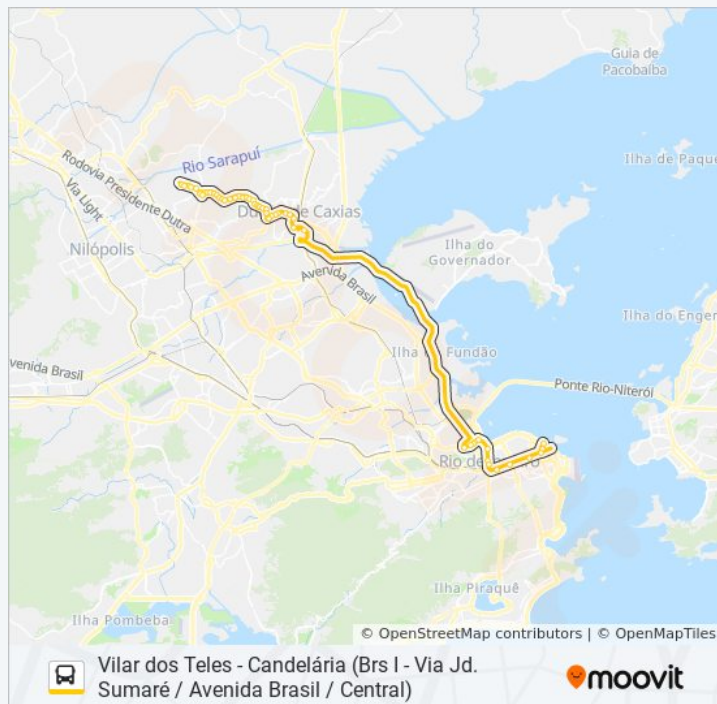 Guia de
Pacobaíba
Rio Sarapuí
Ilha de Paque
Rodovia Presidente Dutra
Via Light
Duque de Caxias
Nilópolis
Ilha do
Governador
Avenida Brasil
Ilha do Engen
Ilha do Fundão
Avenida Brasil
Ponte Rio-Niterói
Rio de Janeiro
Ilha Piraquê
Ilha Pombeba
© OpenStreetMap contributors | © OpenMapTiles
Vilar dos Teles - Candelária (Brs I - Via Jd.
Sumaré / Avenida Brasil / Central)
moovit